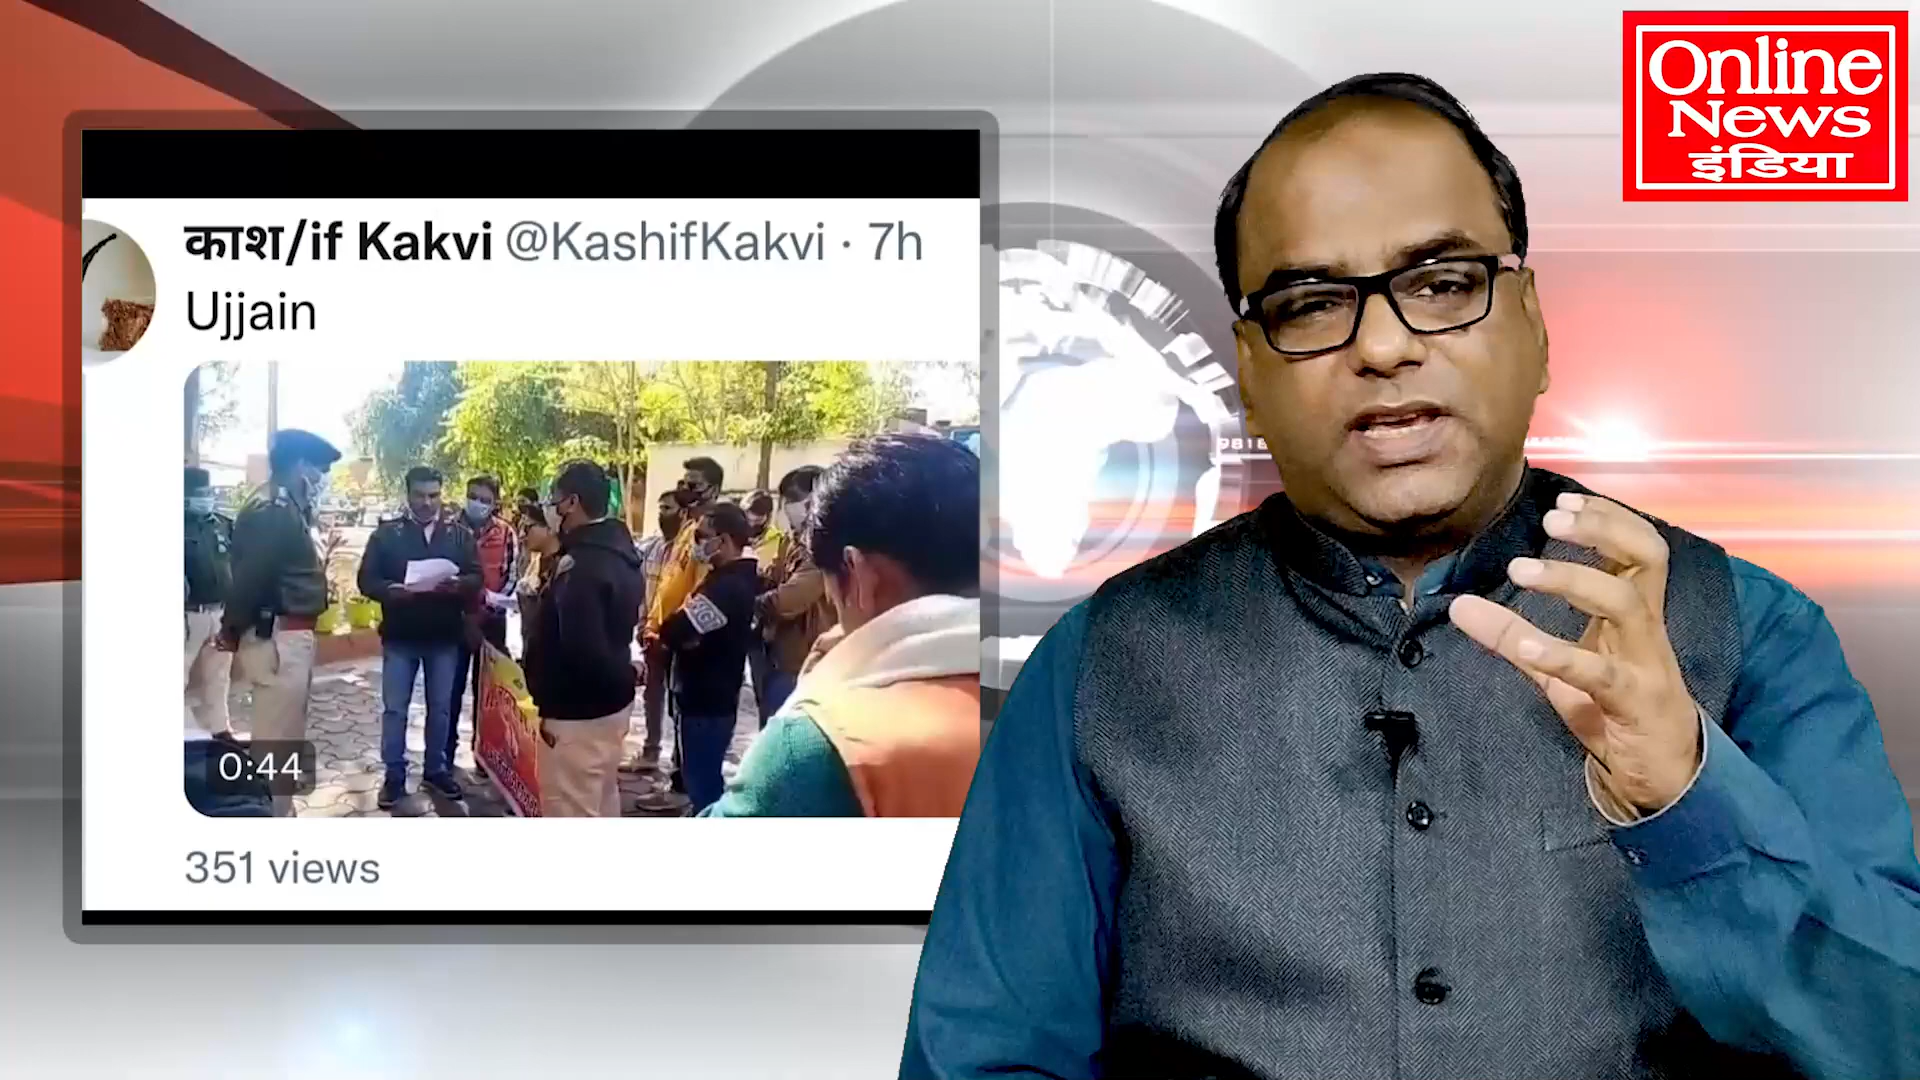 Online
News
इंडिया
काश/if Kakvi @KashifKakvi · 7h
Ujjain
0:44
351 views